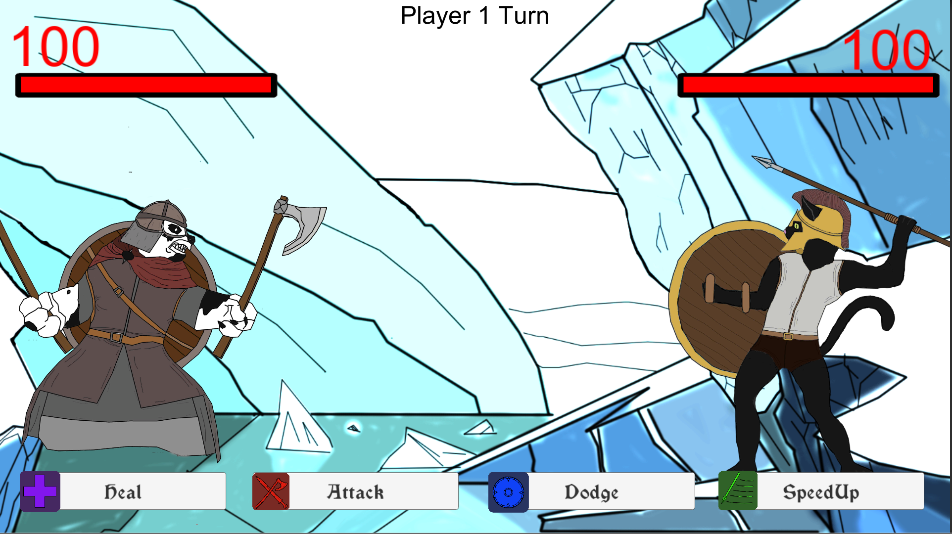 Player 1 Turn
100
100
Heal
Attack
Dodge
SpeedUp